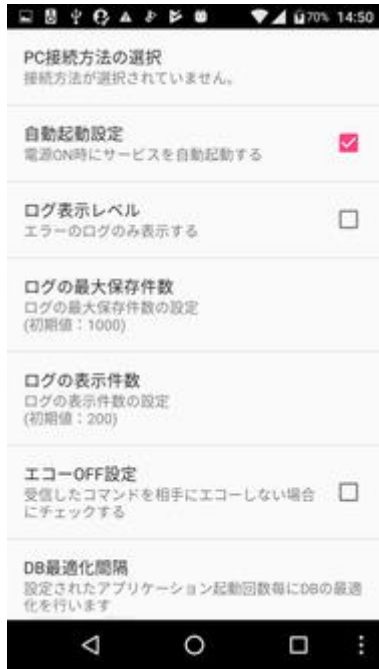 70% 14:50
PC接続方法の選択
接続方法が選択されていません。
自動起動設定
電源ON時にサービスを自動起動する
ログ表示レベル
エラーのログのみ表示する
ログの最大保存件数
ログの最大保存件数の設定
(初期値：1000)
ログの表示件数
ログの表示件数の設定
(初期値：200)
エコーOFF設定
受信したコマンドを相手にエコーしない場合
にチェックする
DB最適化間隔
設定されたアプリケーション起動回数毎にDBの最適
化を行います